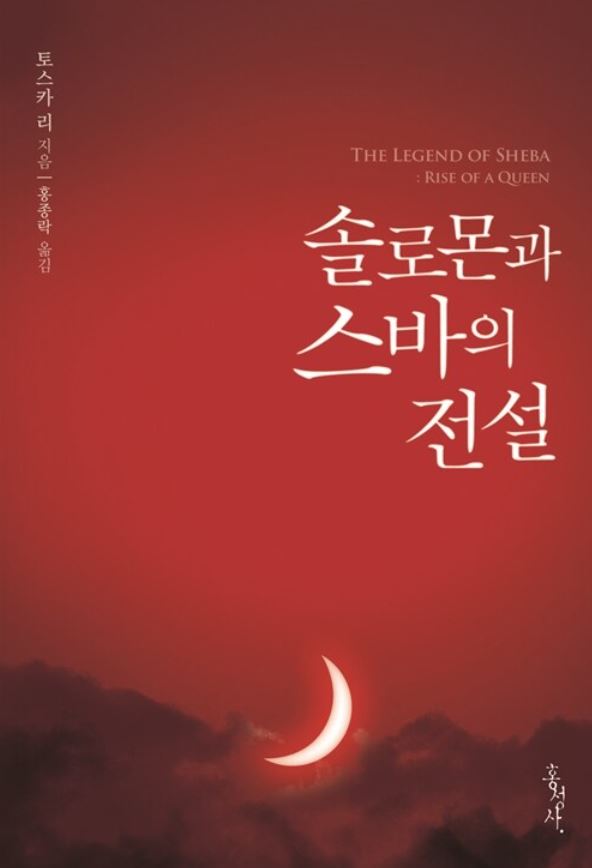 토스카 리 지음 | 홍종락 옮김
THE LEGEND OF SHEBA
: RISE OF A QUEEN
솔로몬과
스바의
전설
홍성사.